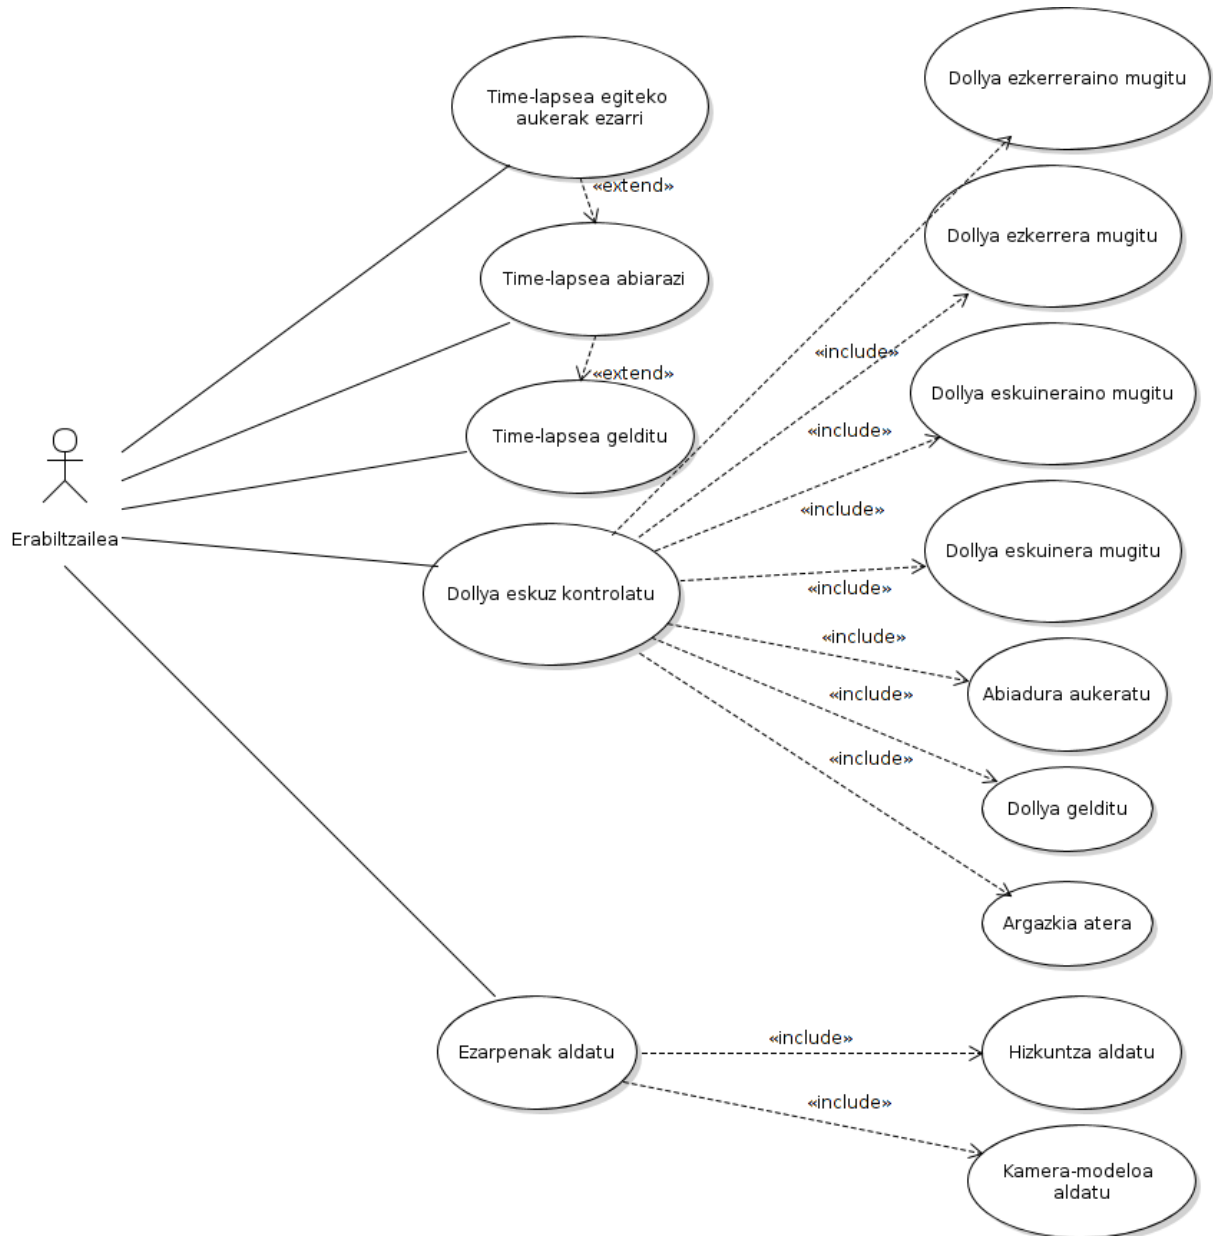 Dollya ezkerreraino mugitu
Time-lapsea egiteko
aukerak ezarri
«extend»
Dollya ezkerrera mugitu
Time-lapsea abiarazi
«include»
«extend»
Dollya eskuineraino mugitu
«include»
Time-lapsea gelditu
«include»
Erabiltzailea
Dollya eskuinera mugitu
Dollya eskuz kontrolatu
«include»
«include»
Abiadura aukeratu
«include»
«include»
Dollya gelditu
Argazkia atera
«include»
Ezarpenak aldatu
Hizkuntza aldatu
«include»
Kamera-modeloa
aldatu